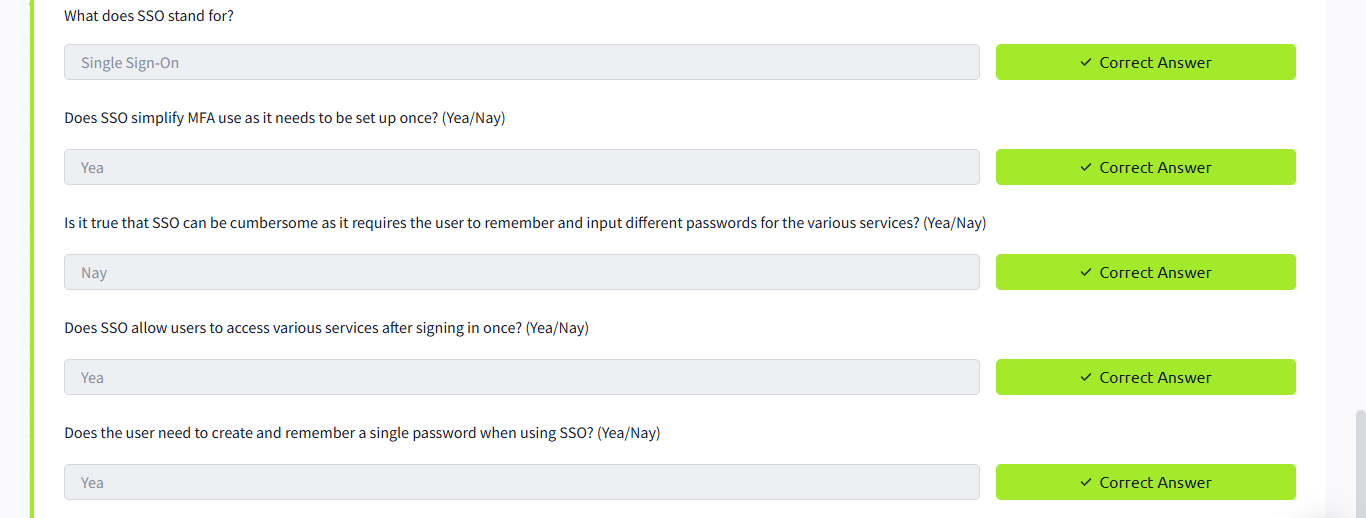 What does SSO stand for?
Single Sign-On
✓ Correct Answer
Does SSO simplify MFA use as it needs to be set up once? (Yea/Nay)
Yea
✓ Correct Answer
Is it true that SSO can be cumbersome as it requires the user to remember and input different passwords for the various services? (Yea/Nay)
Nay
✓ Correct Answer
Does SSO allow users to access various services after signing in once? (Yea/Nay)
Yea
✓ Correct Answer
Does the user need to create and remember a single password when using SSO? (Yea/Nay)
Yea
✓ Correct Answer